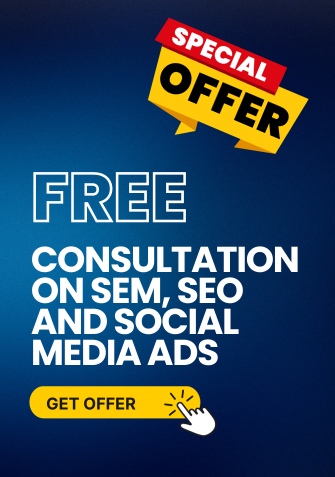 SPECIAL
OFFER
FREE
CONSULTATION
ON SEM, SEO
AND SOCIAL
MEDIA ADS
GET OFFER